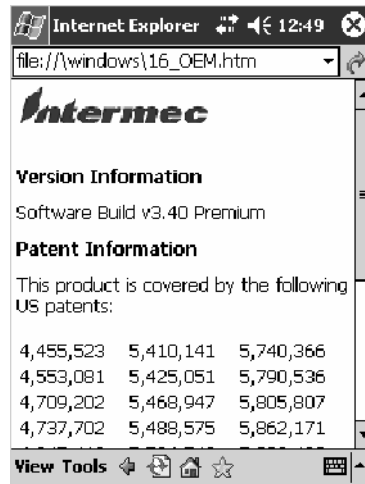 Internet Explorer 12:49
file://\windows\16_OEM.htm
Intermec
Version Information
Software Build v3.40 Premium
Patent Information
This product is covered by the following
US patents:
4,455,523 5,410,141 5,740,366
4,553,081 5,425,051 5,790,536
4,709,202 5,468,947 5,805,807
4,737,702 5,488,575 5,862,171
View Tools